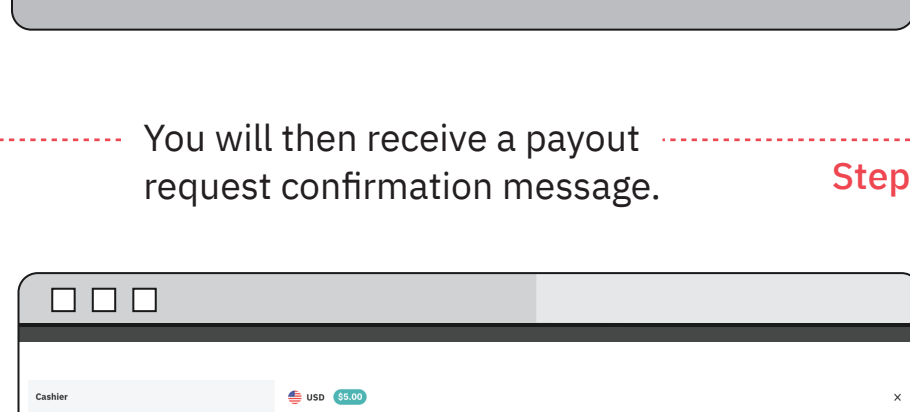 You will then receive a payout
request confirmation message.
Step
Cashier
USD $5.00
X